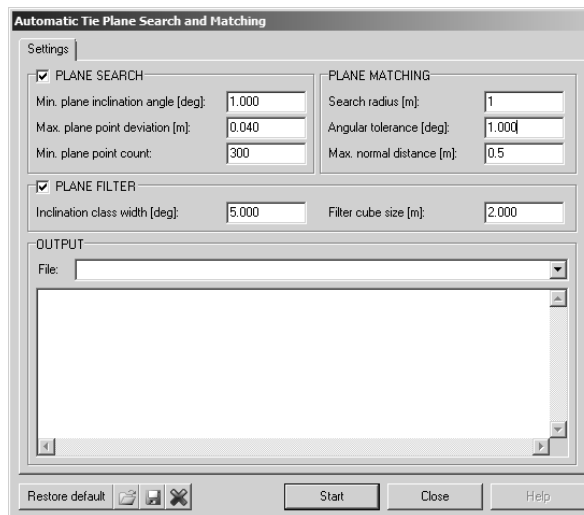 Automatic Tie Plane Search and Matching
Settings
PLANE SEARCH
Min. plane inclination angle [deg]: 1.000
Max. plane point deviation [m]: 0.040
Min. plane point count: 300
PLANE MATCHING
Search radius [m]: 1
Angular tolerance [deg]: 1.000
Max. normal distance [m]: 0.5
PLANE FILTER
Inclination class width [deg]: 5.000 Filter cube size [m]: 2.000
OUTPUT
File:
Restore default Start Close Help